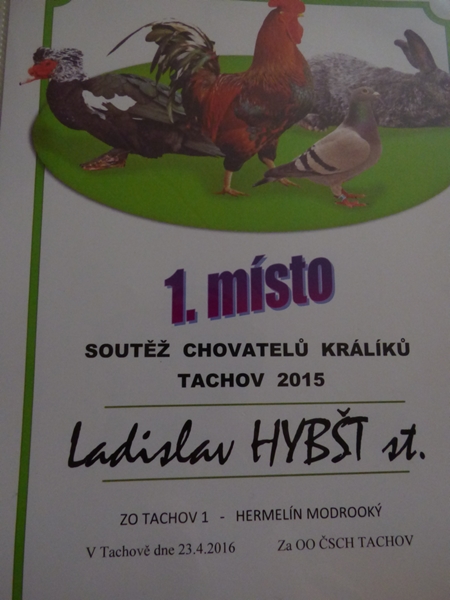 1. místo
SOUTĚŽ CHOVATELŮ KRÁLÍKŮ
TACHOV 2015
Ladislav HYBŠT st.
ZO TACHOV 1 - HERMELÍN MODROOKÝ
V Tachově dne 23.4.2016 Za OO ČSCH TACHOV